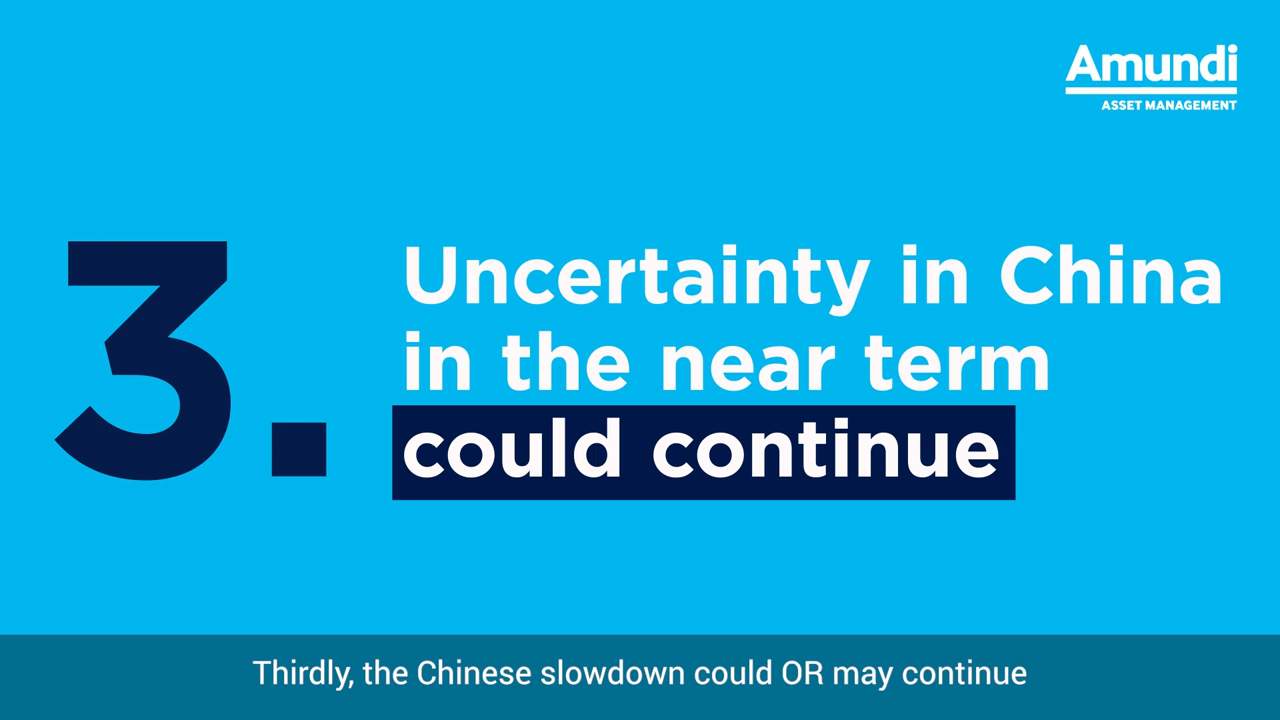 Amundi
ASSET MANAGEMENT
3.
Uncertainty in China
in the near term
could continue
Thirdly, the Chinese slowdown could OR may continue